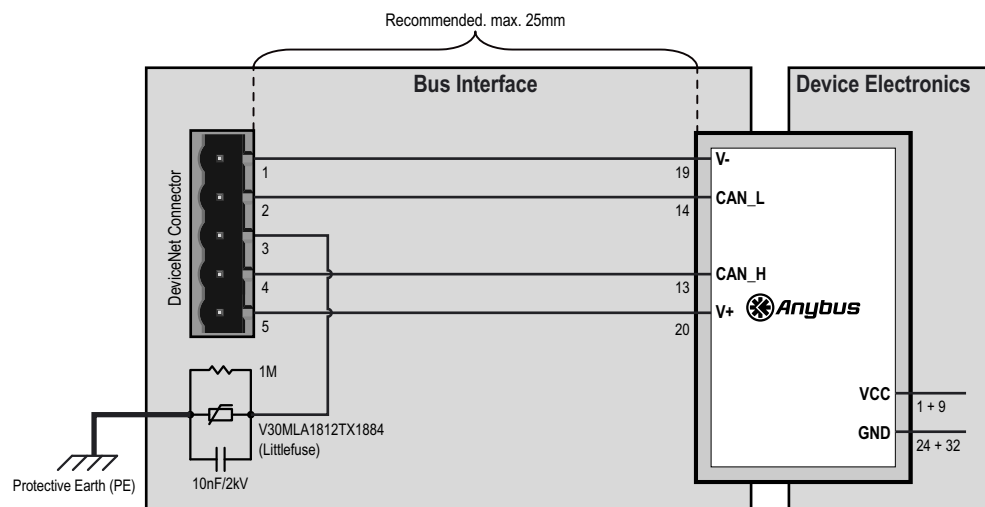 Recommended. max. 25mm
Bus Interface
Device Electronics
DeviceNet Connector
1
19
V-
2
14
CAN_L
3
4
13
CAN_H
5
20
V+
Anybus
1M
V30MLA1812TX1884
(Littlefuse)
10nF/2kV
Protective Earth (PE)
VCC
1 + 9
GND
24 + 32